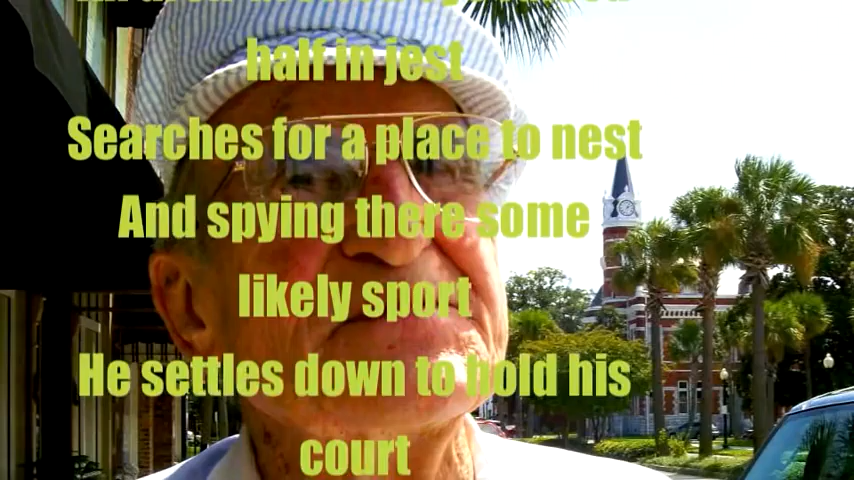 half in jest
Searches for a place to nest
And spying there some
likely sport
He settles down to hold his
court